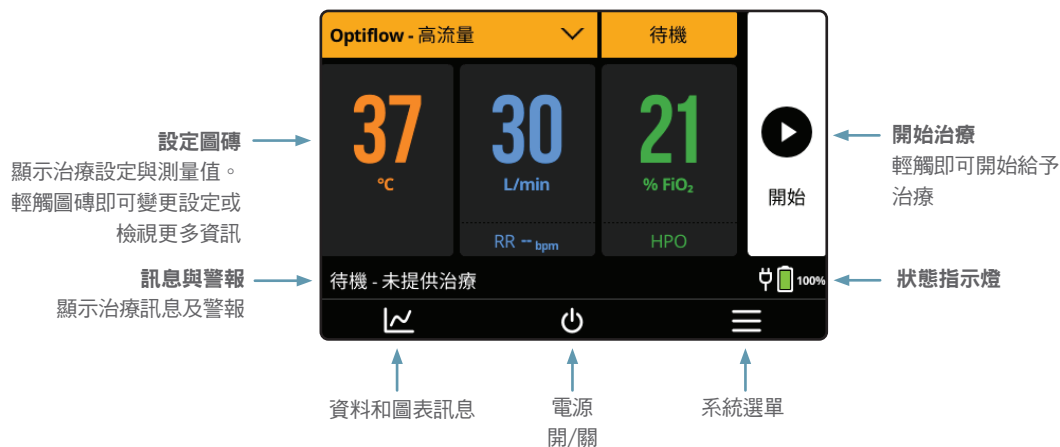 Optiflow - 高流量
待機
37
°C
30
L/min
RR -- bpm
21
% FiO₂
HPO
開始
待機 - 未提供治療
100%
設定圖磚
顯示治療設定與測量值。
輕觸圖磚即可變更設定或
檢視更多資訊
訊息與警報
顯示治療訊息及警報
開始治療
輕觸即可開始給予
治療
狀態指示燈
資料和圖表訊息
電源
開/關
系統選單